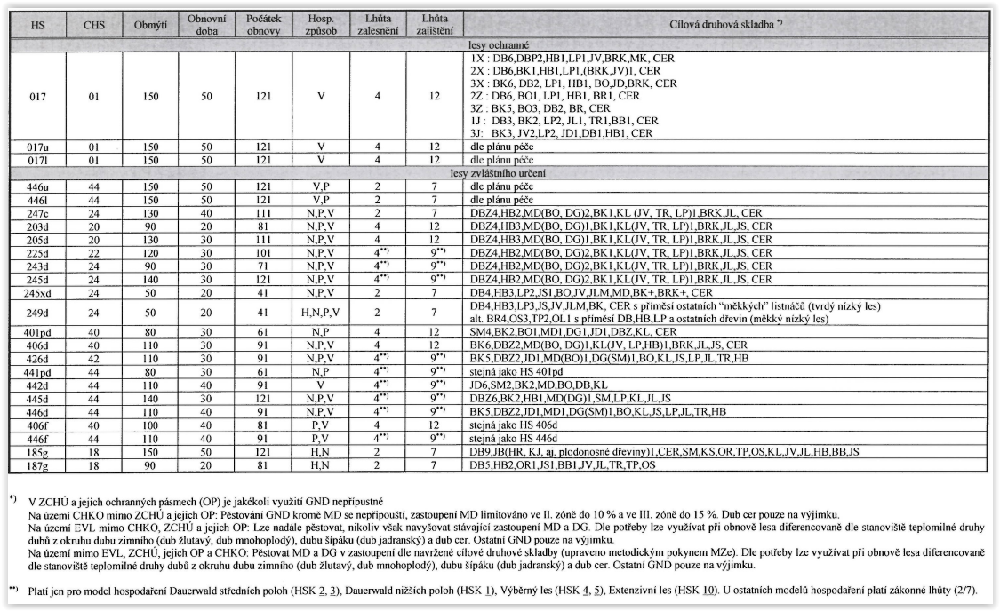 HS CHS Obmýtí Obnovní doba Počátek obnovy Hosp. způsob Lhůta zalesnění Lhůta zajištění Cílová druhová skladba *)
lesy ochranné
1X : DB6,DBP2,HB1,LP1,JV,BRK,MK, CER
2X : DB6,BK1,HB1,LP1,(BRK,JV)1, CER
3X : BK6, DB2, LP1, HB1, BO,JD,BRK, CER
017 01 150 50 121 V 4 12 2Z : DB6, BO1, LP1, HB1, BR1, CER
3Z : BK5, BO3, DB2, BR, CER
1J : DB3, BK2, LP2, JL1, TR1,BB1, CER
3J: BK3, JV2,LP2, JD1,DB1,HB1, CER
017u 01 150 50 121 V 4 12 dle plánu péče
017l 01 150 50 121 V 4 12 dle plánu péče
lesy zvláštního určení
446u 44 150 50 121 V,P 2 7 dle plánu péče
446l 44 150 50 121 V,P 2 7 dle plánu péče
247c 24 130 40 111 N,P,V 2 7 DBZ4,HB2,MD(BO, DG)2,BK1,KL (JV, TR, LP)1,BRK,JL, CER
203d 20 90 20 81 N,P,V 4 12 DBZ4,HB3,MD(BO, DG)1,BK1,KL(JV, TR, LP)1,BRK,JL,JS, CER
205d 20 130 30 111 N,P,V 4 12 DBZ4,HB3,MD(BO, DG)1,BK1,KL(JV, TR, LP)1,BRK,JL,JS, CER
225d 22 120 30 101 N,P,V 4**) 9**) DBZ4,HB2,MD(BO, DG)2,BK1,KL(JV, TR, LP)1,BRK,JL,JS, CER
243d 24 90 30 71 N,P,V 4**) 9**) DBZ4,HB2,MD(BO, DG)2,BK1,KL(JV, TR, LP)1,BRK,JL,JS, CER
245d 24 140 30 121 N,P,V 4**) 9**) DBZ4,HB2,MD(BO, DG)2,BK1,KL(JV, TR, LP)1,BRK,JL,JS, CER
245xd 24 50 20 41 N,P,V 2 7 DB4,HB3,LP2,JS1,BO,JV,JLM,MD,BK+,BRK+, CER
249d 24 50 20 41 H,N,P,V 2 7 DB4,HB3,LP3,JS,JV,JLM,BK, CER s příměsí ostatních "měkkých" listnáčů (tvrdý nízký les)
alt. BR4,OS3,TP2,OL1 s příměsí DB,HB,LP a ostatních dřevin (měkký nízký les)
401pd 40 80 30 61 N,P 4 12 SM4,BK2,BO1,MD1,DG1,JD1,DBZ,KL, CER
406d 40 110 30 91 N,P,V 4 12 BK6,DBZ2,MD(BO, DG)1,KL(JV, LP,HB)1,BRK,JL,JS, CER
426d 42 110 30 91 N,P,V 4**) 9**) BK5,DBZ2,JD1,MD(BO)1,DG(SM)1,BO,KL,JS,LP,JL,TR,HB
441pd 44 80 30 61 N,P 4**) 9**) stejná jako HS 401pd
442d 44 110 40 91 V 4**) 9**) JD6,SM2,BK2,MD,BO,DB,KL
445d 44 140 30 121 N,P,V 4**) 9**) DBZ6,BK2,HB1,MD(DG)1,SM,LP,KL,JL,JS
446d 44 110 40 91 N,P,V 4**) 9**) BK5,DBZ2,JD1,MD1,DG(SM)1,BO,KL,JS,LP,JL,TR,HB
406f 40 100 40 81 P,V 4 12 stejná jako HS 406d
446f 44 110 40 91 P,V 4**) 9**) stejná jako HS 446d
185g 18 150 50 121 H,N 2 7 DB9,JB(HR, KJ, aj. plodonosné dřeviny)1,CER,SM,KS,OR,TP,OS,KL,JV,JL,HB,BB,JS
187g 18 90 20 81 H,N 2 7 DB5,HB2,OR1,JS1,BB1,JV,JL,TR,TP,OS
*) V ZCHÚ a jejich ochranných pásmech (OP) je jakékoli využití GND nepřípustné
Na území CHKO mimo ZCHÚ a jejich OP: Pěstování GND kromě MD se nepřipouští, zastoupení MD limitováno ve II. zóně do 10 % a ve III. zóně do 15 %. Dub cer pouze na výjimku.
Na území EVL mimo CHKO, ZCHÚ a jejich OP: Lze nadále pěstovat, nikoliv však navyšovat stávající zastoupení MD a DG. Dle potřeby lze využívat při obnově lesa diferencovaně dle stanoviště teplomilné druhy
dubů z okruhu dubu zimního (dub žlutavý, dub mnohoplodý), dubu šípáku (dub jadranský) a dub cer. Ostatní GND pouze na výjimku.
Na území mimo EVL, ZCHÚ, jejich OP a CHKO: Pěstovat MD a DG v zastoupení dle navržené cílové druhové skladby (upraveno metodickým pokynem MZe). Dle potřeby lze využívat při obnově lesa diferencovaně
dle stanoviště teplomilné druhy dubů z okruhu dubu zimního (dub žlutavý, dub mnohoplodý), dubu šípáku (dub jadranský) a dub cer. Ostatní GND pouze na výjimku.
**) Platí jen pro model hospodaření Dauerwald středních poloh (HSK 2, 3), Dauerwald nižších poloh (HSK 1), Výběrný les (HSK 4, 5), Extenzivní les (HSK 10). U ostatních modelů hospodaření platí zákonné lhůty (2/7).